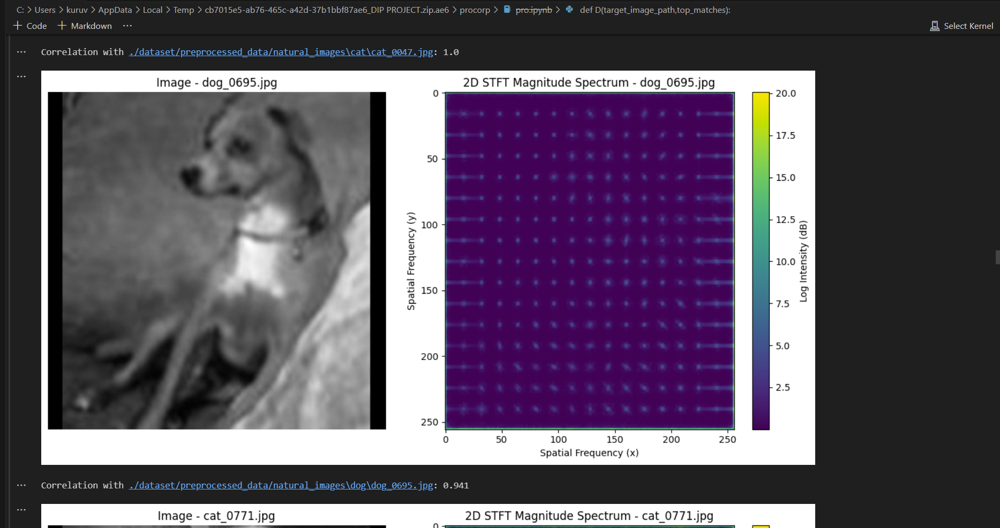 C: > Users > kuruv > AppData > Local > Temp > cb7015e5-ab76-465c-a42d-37b1bbf87ae6_DIP PROJECT.zip.ae6 > procorp > pro.ipynb > def D(target_image_path,top_matches):
+ Code + Markdown ···
Select Kernel
··· Correlation with ./dataset/preprocessed_data/natural_images\cat\cat_0047.jpg: 1.0
···
Image - dog_0695.jpg
2D STFT Magnitude Spectrum - dog_0695.jpg
0
50
100
150
200
250
Spatial Frequency (y)
0 50 100 150 200 250
Spatial Frequency (x)
20.0
17.5
15.0
12.5
10.0
7.5
5.0
2.5
Log Intensity (dB)
··· Correlation with ./dataset/preprocessed_data/natural_images\dog\dog_0695.jpg: 0.941
···
Image - cat_0771.jpg
2D STFT Magnitude Spectrum - cat_0771.jpg
0